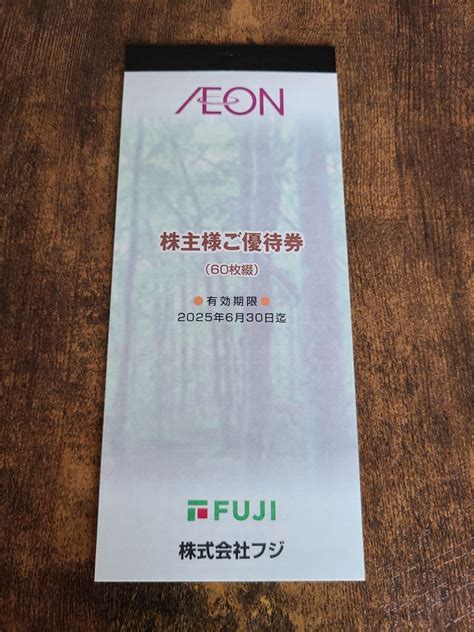 ÆON
株主様ご優待券
(60枚綴)
有効期限
2025年6月30日迄
FUJI
株式会社フジ